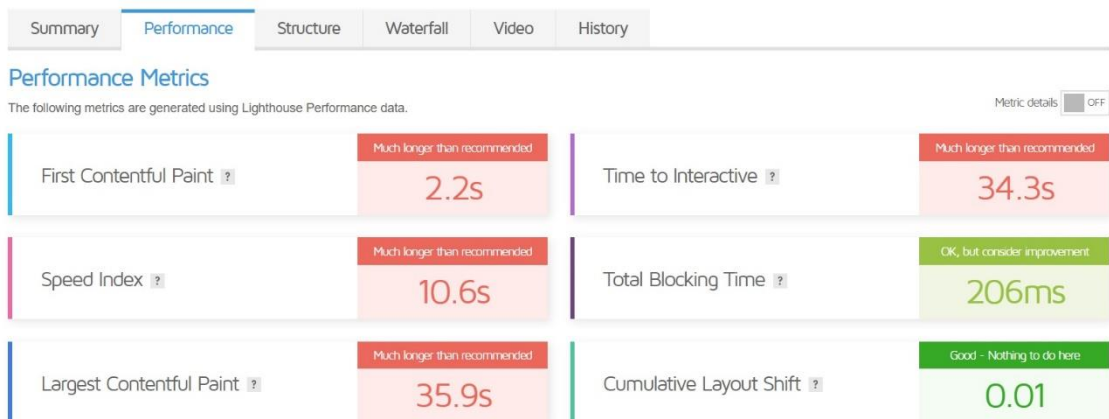 Summary Performance Structure Waterfall Video History
Performance Metrics
The following metrics are generated using Lighthouse Performance data.
Metric details OFF
Much longer than recommended
First Contentful Paint ?
2.2s
Much longer than recommended
Time to Interactive ?
34.3s
Much longer than recommended
Speed Index ?
10.6s
OK, but consider improvement
Total Blocking Time ?
206ms
Much longer than recommended
Largest Contentful Paint ?
35.9s
Good - Nothing to do here
Cumulative Layout Shift ?
0.01